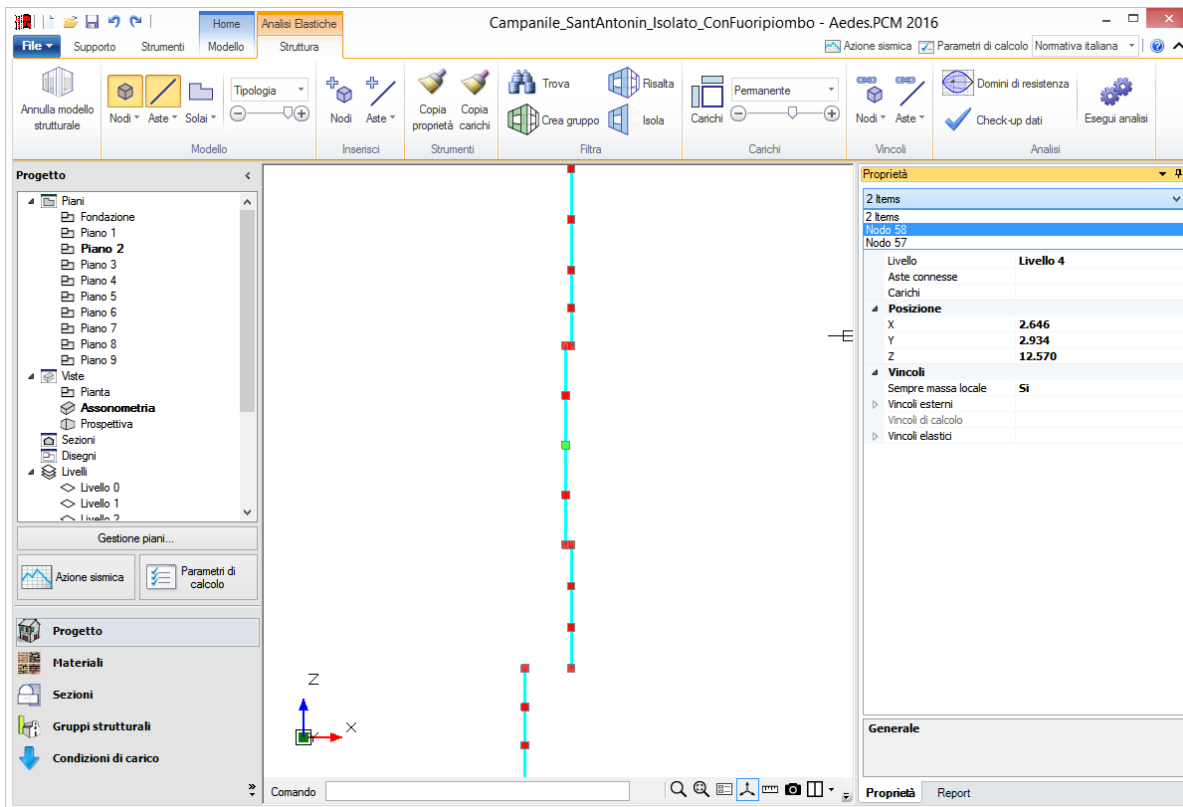 Home
Analisi Elastiche
Campanile_SantAntonin_Isolato_ConFuoripiombo - Aedes.PCM 2016
File
Supporto
Strumenti
Modello
Struttura
Azione sismica
Parametri di calcolo
Normativa italiana
Annulla modello
strutturale
Nodi
Aste
Solai
Tipologia
Modello
Nodi
Aste
Inserisci
Copia
proprietà
Copia
carichi
Strumenti
Trova
Crea gruppo
Risalta
Isola
Filtra
Carichi
Permanente
Carichi
Nodi
Aste
Vincoli
Domini di resistenza
Check-up dati
Esegui analisi
Analisi
Progetto
Piani
Fondazione
Piano 1
Piano 2
Piano 3
Piano 4
Piano 5
Piano 6
Piano 7
Piano 8
Piano 9
Viste
Pianta
Assonometria
Prospettiva
Sezioni
Disegni
Livelli
Livello 0
Livello 1
Livello 2
Gestione piani...
Azione sismica
Parametri di
calcolo
Progetto
Materiali
Sezioni
Gruppi strutturali
Condizioni di carico
Z
X
Y
Comando
Proprietà
2 Items
2 Items
Nodo 58
Nodo 57
Livello Livello 4
Aste connesse
Carichi
Posizione
X 2.646
Y 2.934
Z 12.570
Vincoli
Sempre massa locale Si
Vincoli esterni
Vincoli di calcolo
Vincoli elastici
Generale
Proprietà
Report